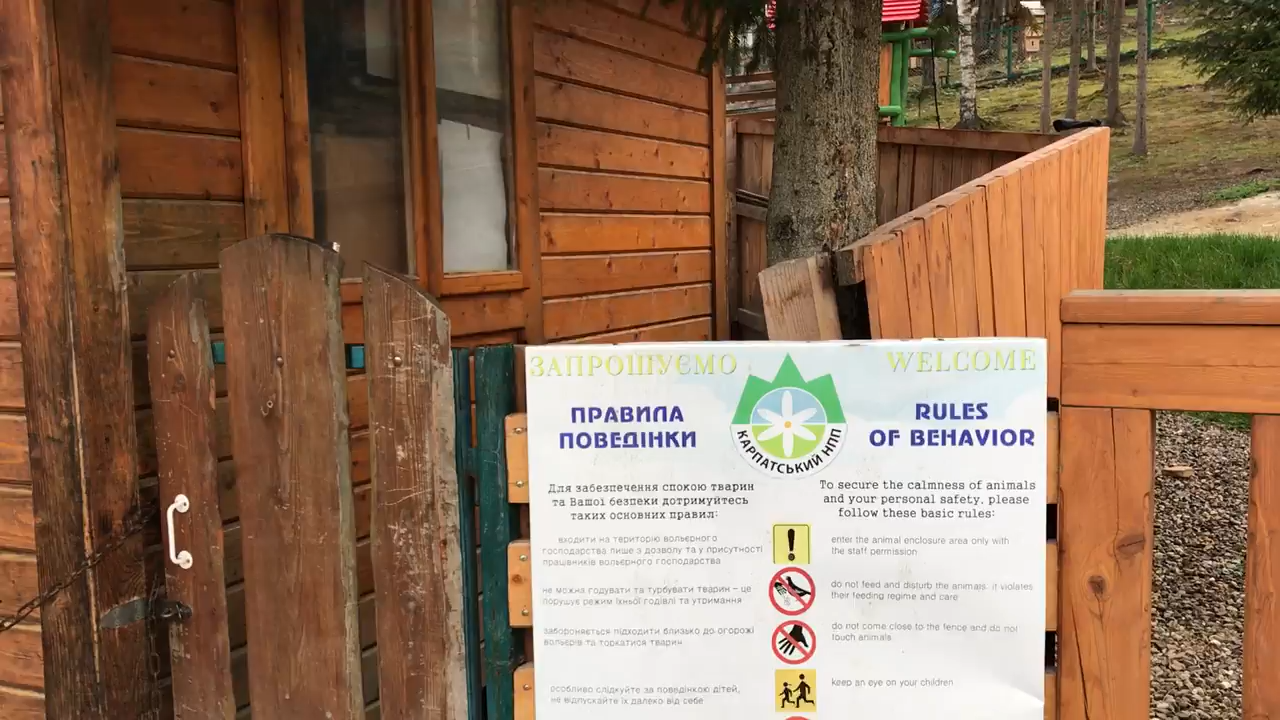 ЗАПРОШУЄМО
WELCOME
ПРАВИЛА
ПОВЕДІНКИ
КАРПАТСЬКИЙ НПП
RULES
OF BEHAVIOR
Для забезпечення спокою тварин
та Вашої безпеки дотримуйтесь
таких основних правил:
To secure the calmness of animals
and your personal safety, please
follow these basic rules:
входити на територію вольєрного
господарства лише з дозволу та у присутності
працівників вольєрного господарства
enter the animal enclosure area only with
the staff permission
не можна годувати та турбувати тварин – це
порушує режим їхньої годівлі та утримання
do not feed and disturb the animals, it violates
their feeding regime and care
забороняється підходити близько до огорожі
вольєрів та торкатися тварин
do not come close to the fence and do not
touch animals
особливо слідкуйте за поведінкою дітей,
не відпускайте їх далеко від себе
keep an eye on your children